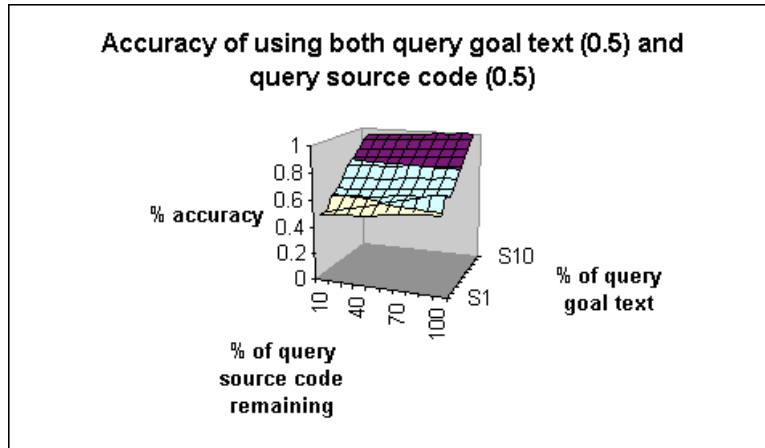 Accuracy of using both query goal text (0.5) and
query source code (0.5)
1
0.8
0.6
0.4
0.2
0
% accuracy
10
40
70
100
S1
S10
% of query
goal text
% of query
source code
remaining